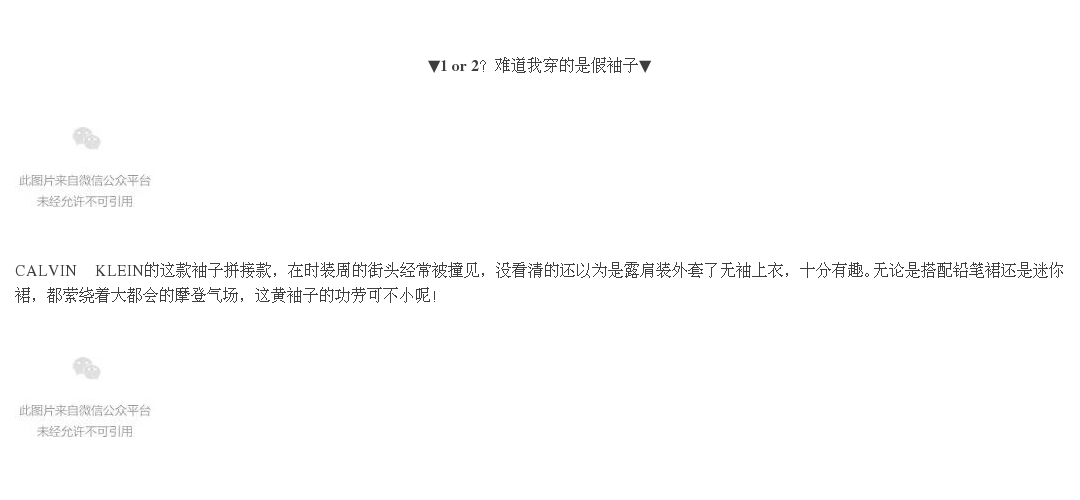 ▼1 or 2？难道我穿的是假袖子▼
此图片来自微信公众平台
未经允许不可引用
CALVIN KLEIN的这款袖子拼接款，在时装周的街头经常被撞见，没看清的还以为是露肩装外套了无袖上衣，十分有趣。无论是搭配铅笔裙还是迷你
裙，都萦绕着大都会的摩登气场，这黄袖子的功劳可不小呢！
此图片来自微信公众平台
未经允许不可引用